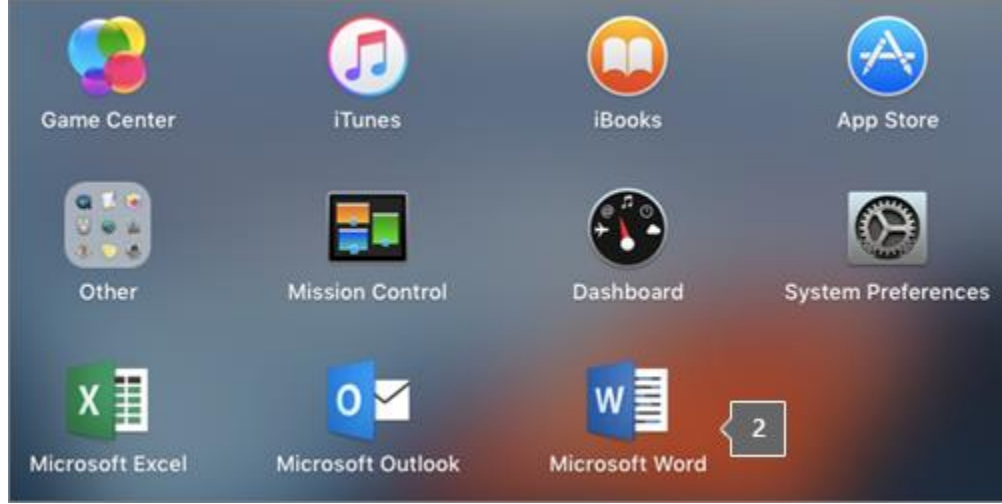 Game Center
iTunes
iBooks
App Store
Other
Mission Control
Dashboard
System Preferences
X
O
W
2
Microsoft Excel
Microsoft Outlook
Microsoft Word